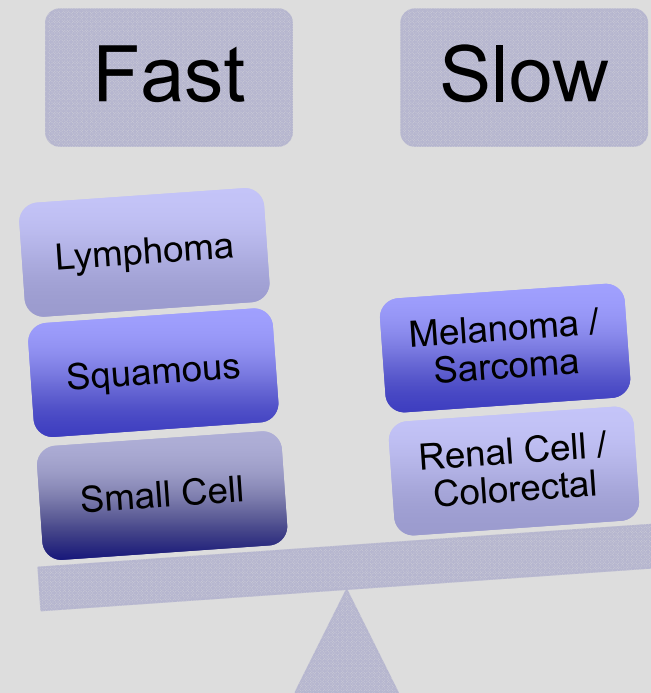 Fast
Slow
Lymphoma
Squamous
Small Cell
Melanoma /
Sarcoma
Renal Cell /
Colorectal